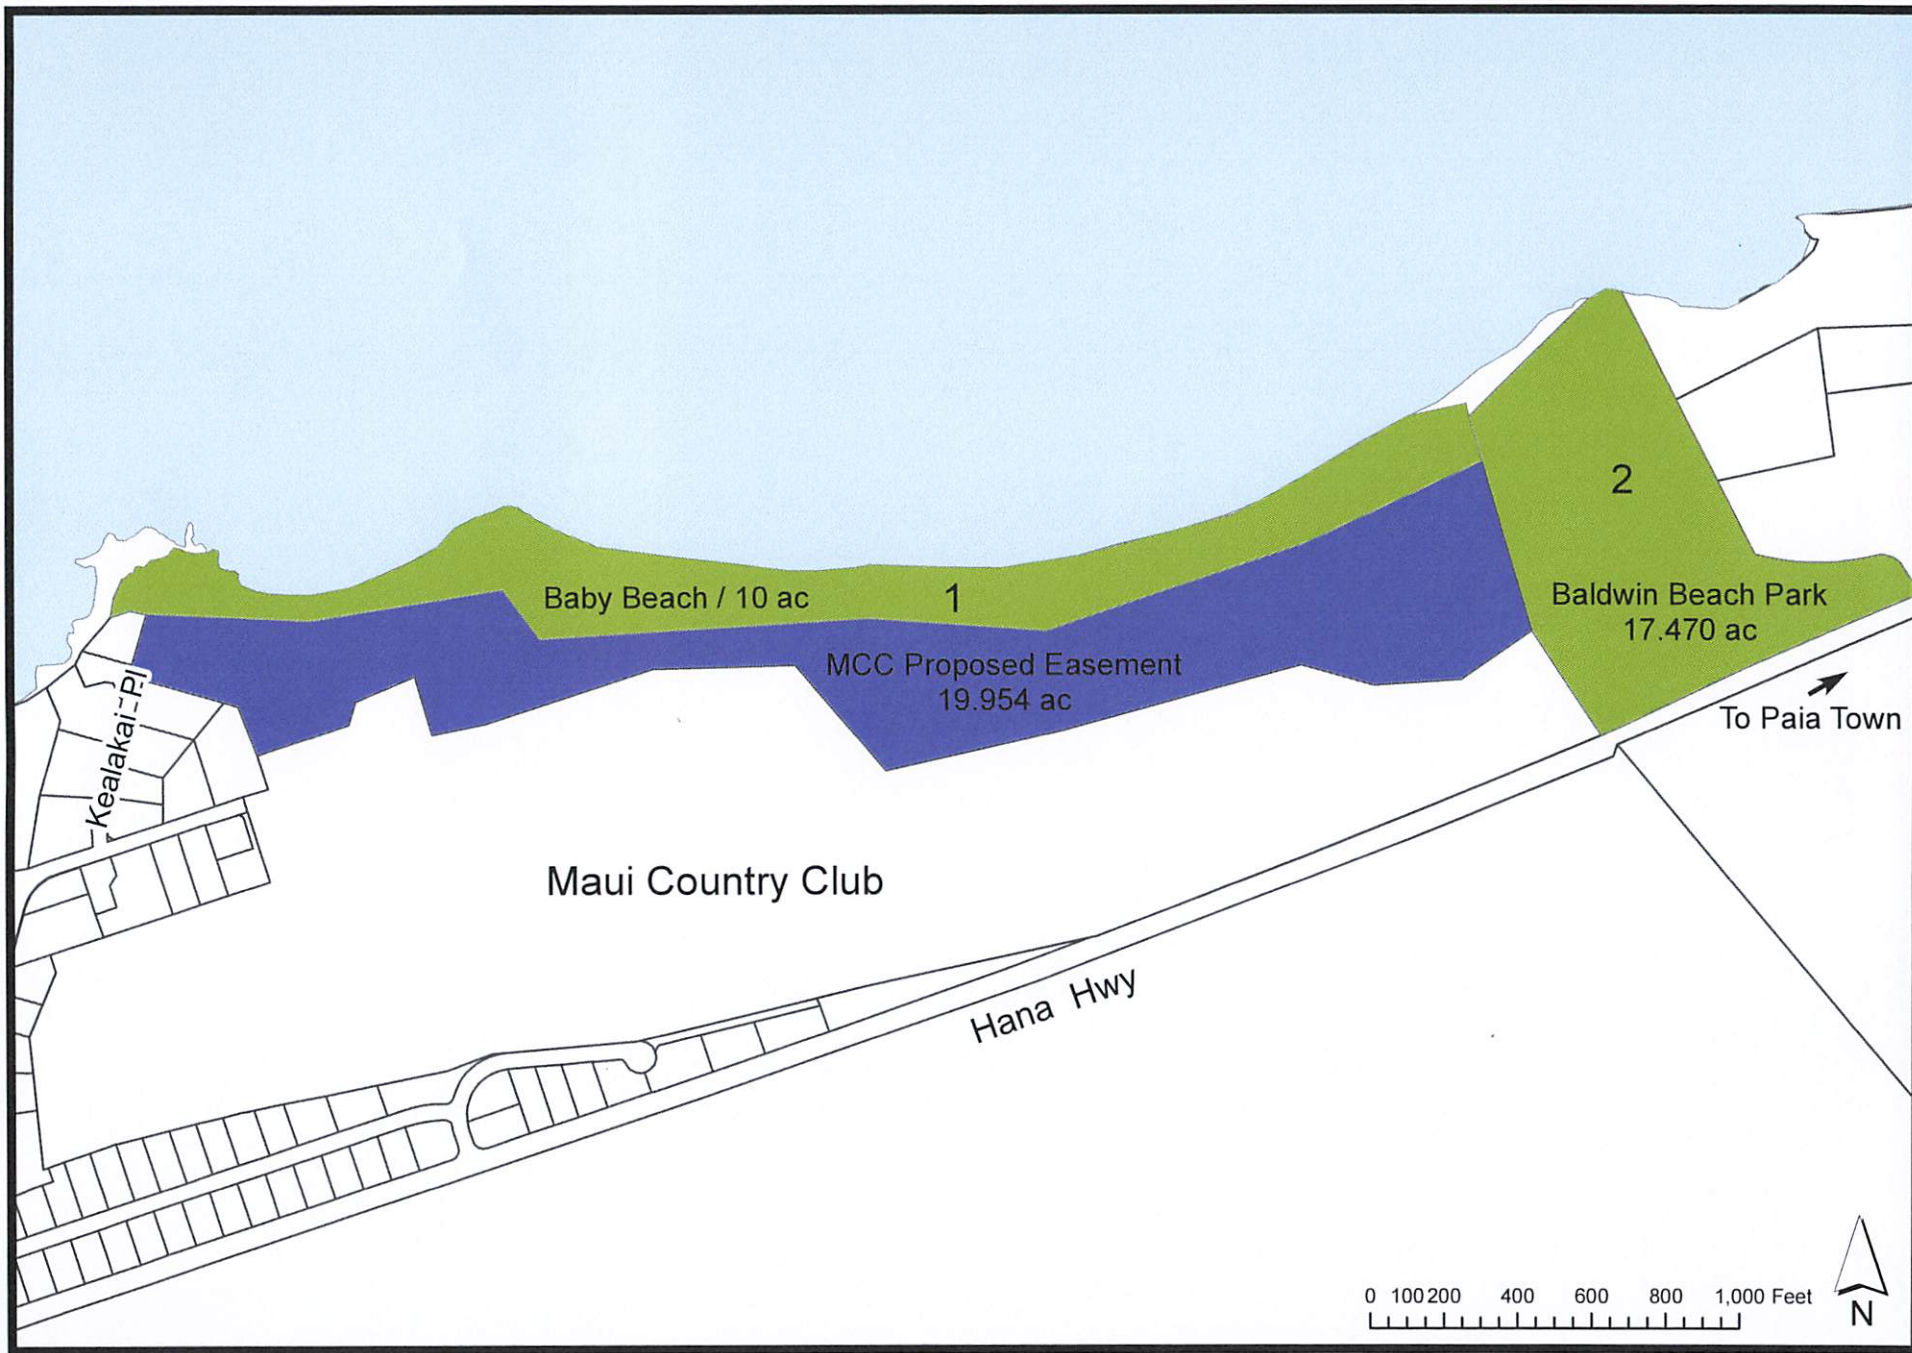 2
Baby Beach / 10 ac
1
Baldwin Beach Park
17.470 ac
MCC Proposed Easement
19.954 ac
Kealakai Pl
To Paia Town
Maui Country Club
Hana Hwy
0 100 200 400 600 800 1,000 Feet
N